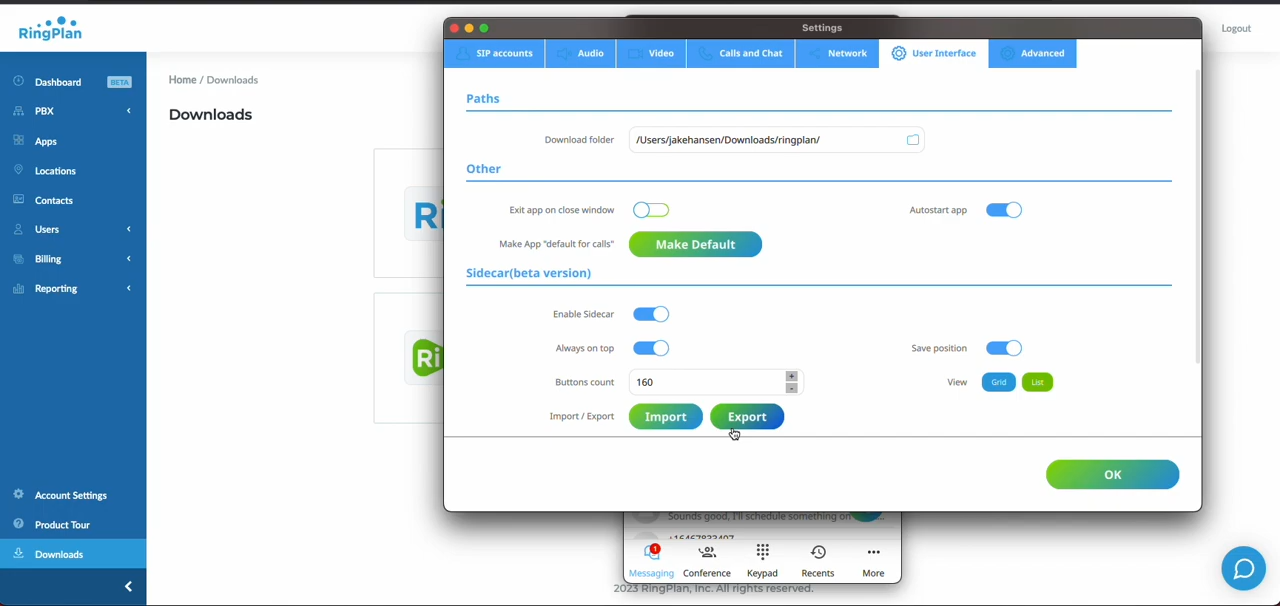 RingPlan
Logout
Dashboard BETA
PBX
Apps
Locations
Contacts
Users
Billing
Reporting
Account Settings
Product Tour
Downloads
Home / Downloads
Downloads
Ri
Ri
Settings
SIP accounts Audio Video Calls and Chat Network User Interface Advanced
Paths
Download folder /Users/jakehansen/Downloads/ringplan/
Other
Exit app on close window Autostart app
Make App "default for calls" Make Default
Sidecar(beta version)
Enable Sidecar
Always on top Save position
Buttons count 160 + - View Grid List
Import / Export Import Export
OK
Sounds good, I'll schedule something on
+16467833407
1
Messaging Conference Keypad Recents More
2023 RingPlan, Inc. All rights reserved.